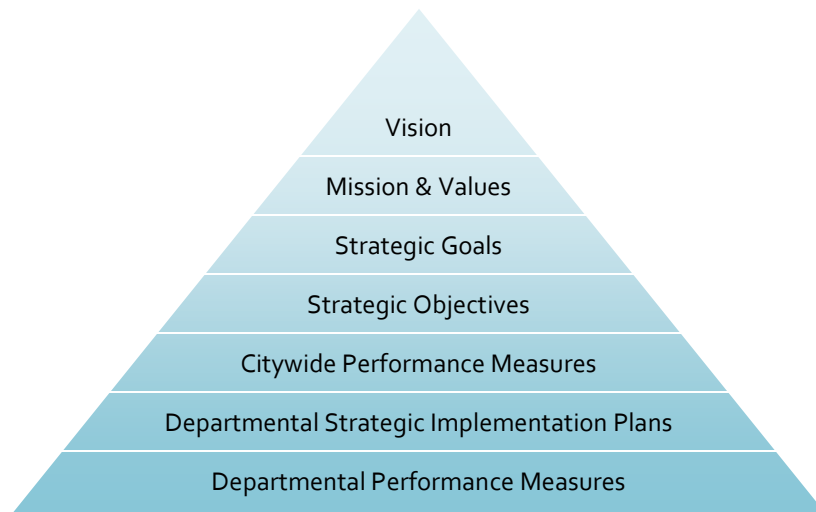 Vision
Mission & Values
Strategic Goals
Strategic Objectives
Citywide Performance Measures
Departmental Strategic Implementation Plans
Departmental Performance Measures